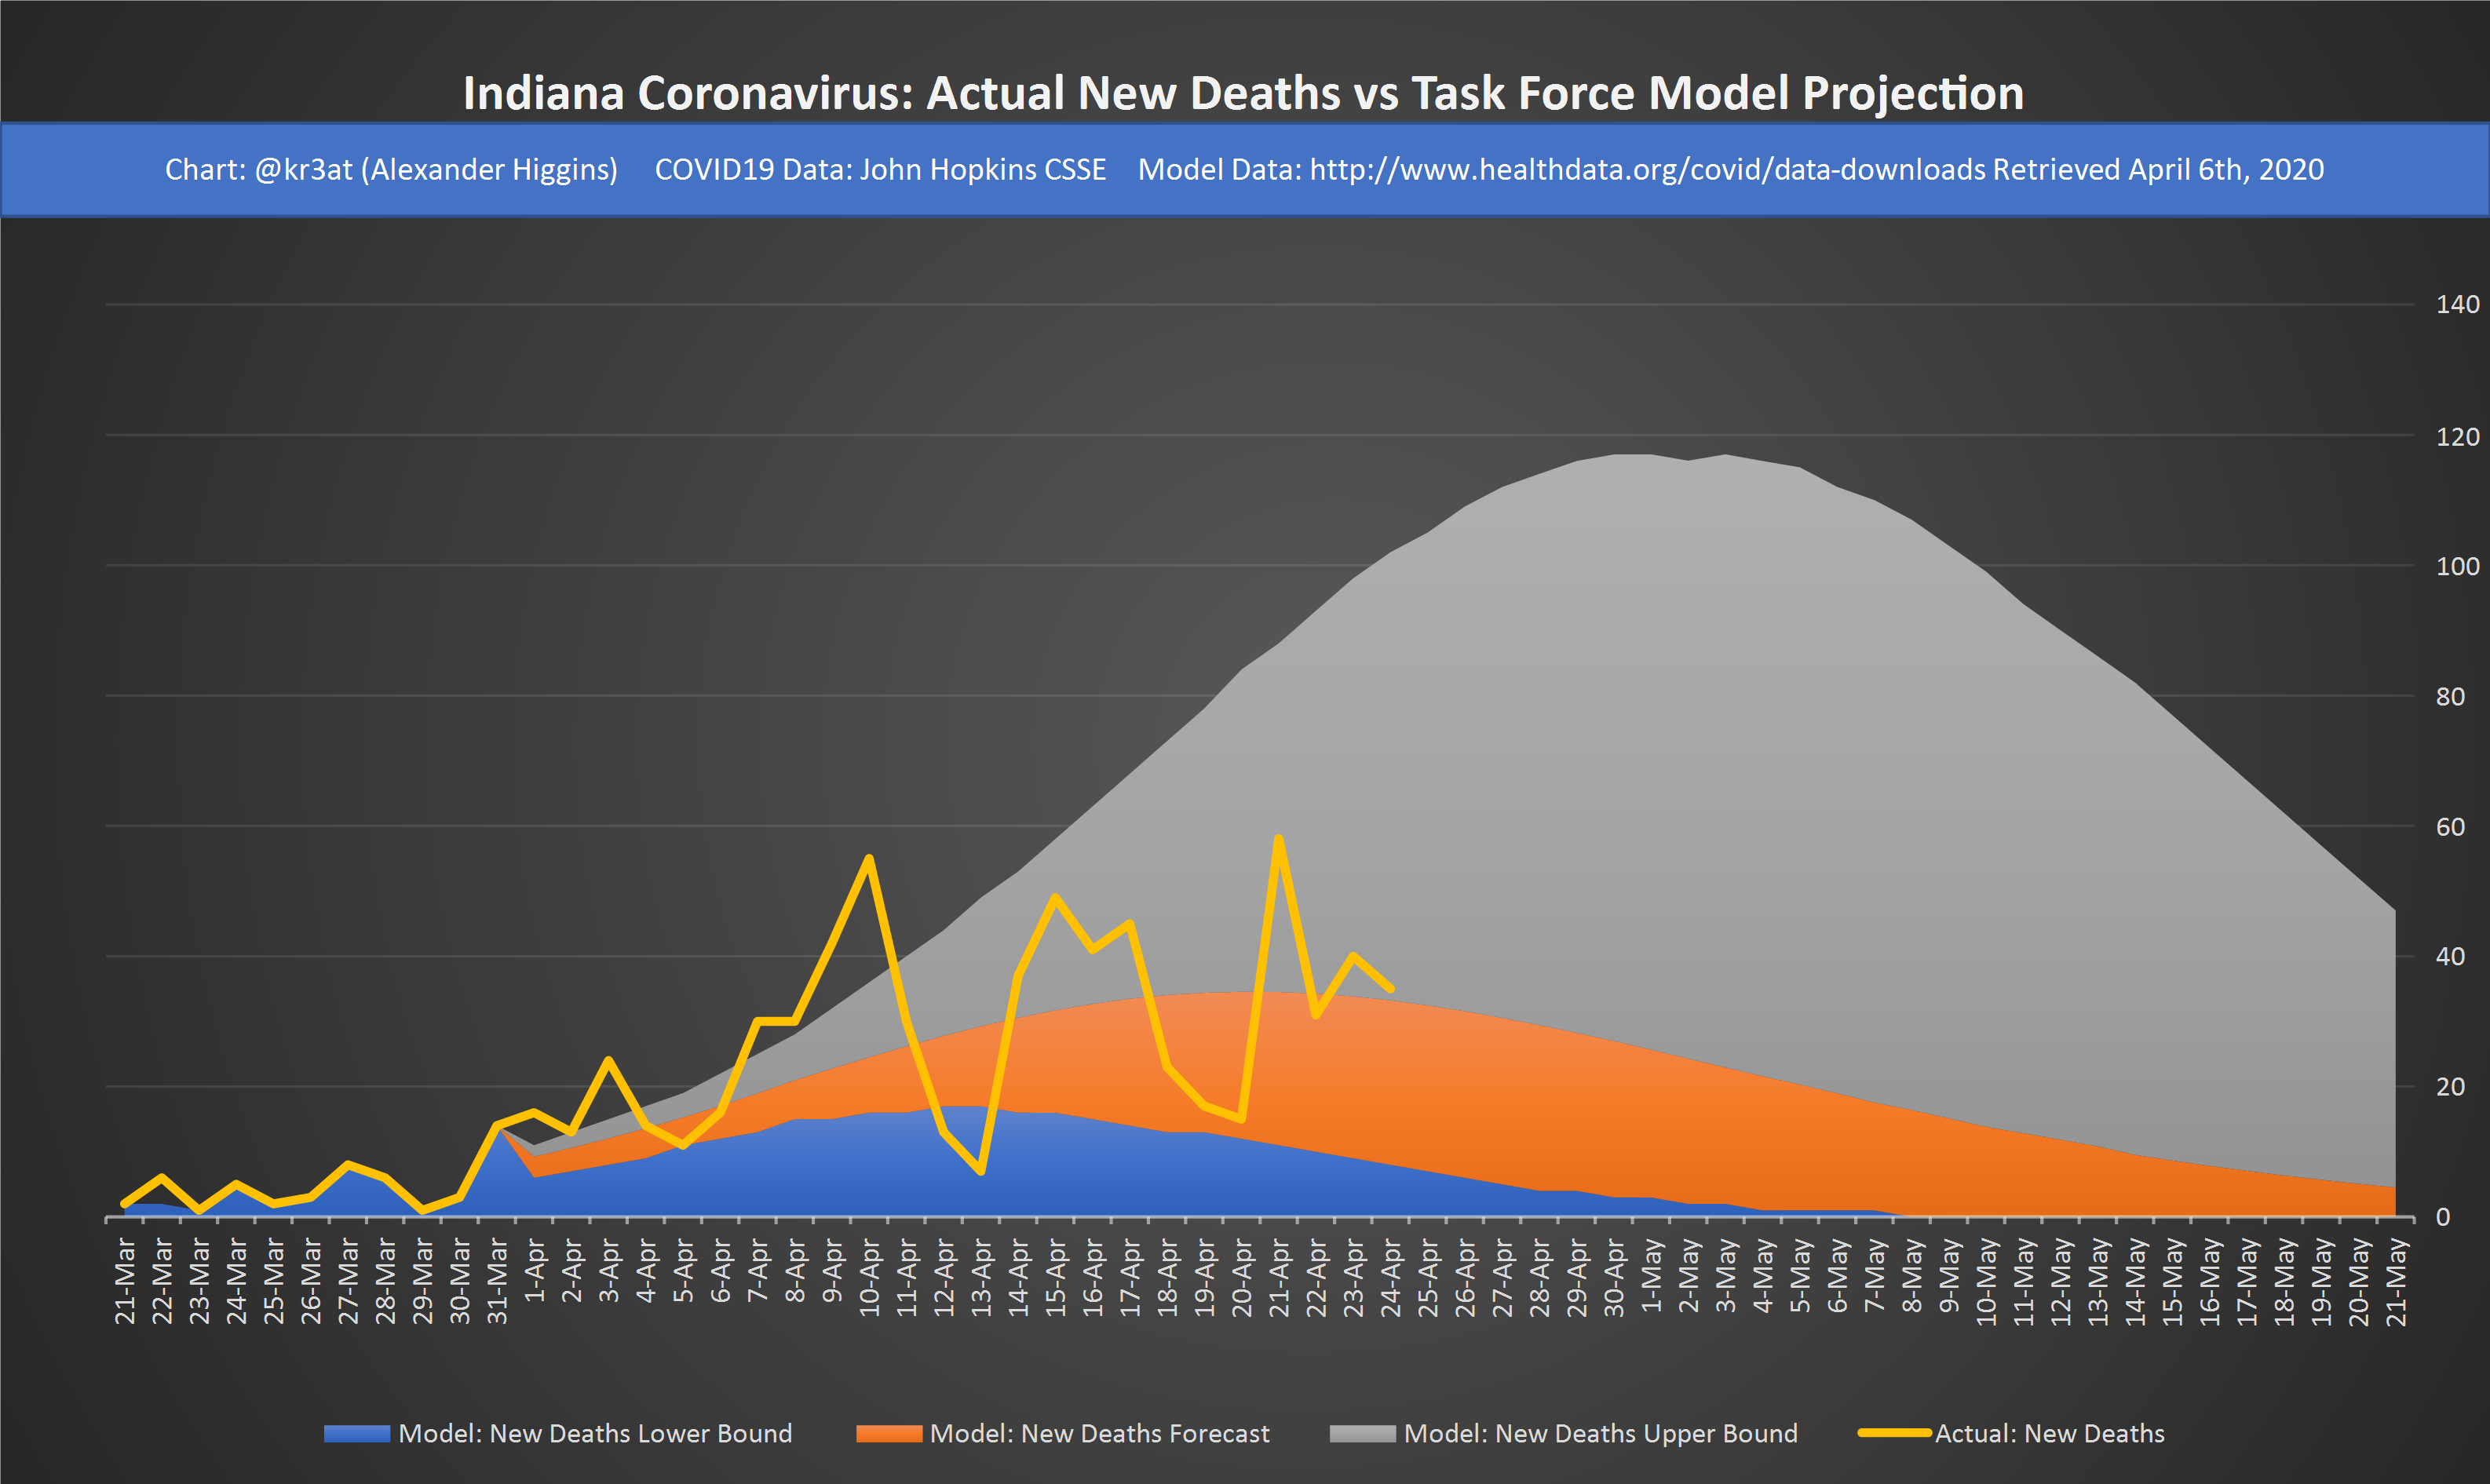 Indiana Coronavirus: Actual New Deaths vs Task Force Model Projection
Chart: @kr3at (Alexander Higgins) COVID19 Data: John Hopkins CSSE Model Data: http://www.healthdata.org/covid/data-downloads Retrieved April 6th, 2020
140
120
100
80
60
40
20
0
21-Mar
22-Mar
23-Mar
24-Mar
25-Mar
26-Mar
27-Mar
28-Mar
29-Mar
30-Mar
31-Mar
1-Apr
2-Apr
3-Apr
4-Apr
5-Apr
6-Apr
7-Apr
8-Apr
9-Apr
10-Apr
11-Apr
12-Apr
13-Apr
14-Apr
15-Apr
16-Apr
17-Apr
18-Apr
19-Apr
20-Apr
21-Apr
22-Apr
23-Apr
24-Apr
25-Apr
26-Apr
27-Apr
28-Apr
29-Apr
30-Apr
1-May
2-May
3-May
4-May
5-May
6-May
7-May
8-May
9-May
10-May
11-May
12-May
13-May
14-May
15-May
16-May
17-May
18-May
19-May
20-May
21-May
Model: New Deaths Lower Bound
Model: New Deaths Forecast
Model: New Deaths Upper Bound
Actual: New Deaths